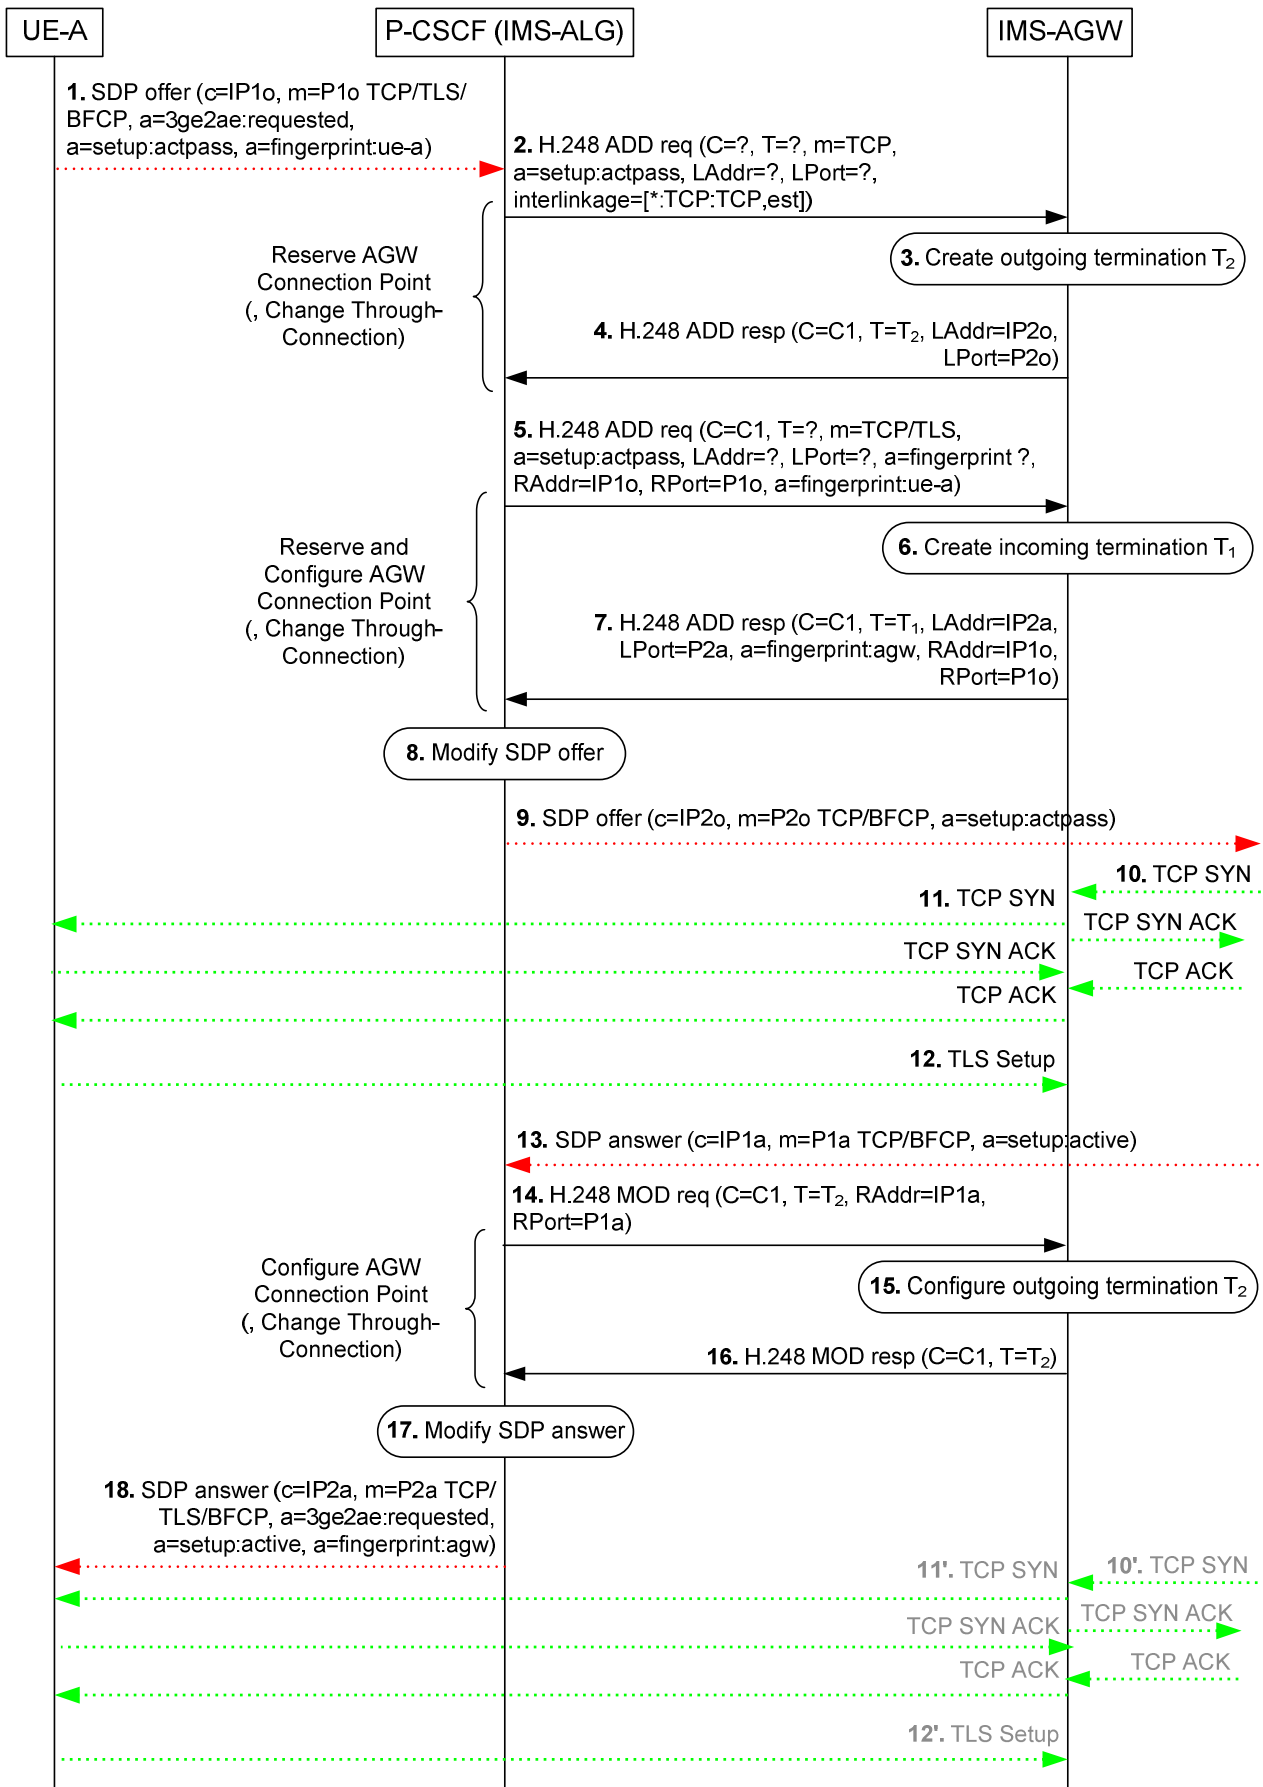 UE-A
P-CSCF (IMS-ALG)
IMS-AGW
1. SDP offer (c=IP1o, m=P1o TCP/TLS/
BFCP, a=3ge2ae:requested,
a=setup:actpass, a=fingerprint:ue-a)
2. H.248 ADD req (C=?, T=?, m=TCP,
a=setup:actpass, LAddr=?, LPort=?,
interlinkage=[*:TCP:TCP,est])
Reserve AGW
Connection Point
(, Change Through-
Connection)
3. Create outgoing termination T2
4. H.248 ADD resp (C=C1, T=T2, LAddr=IP2o,
LPort=P2o)
5. H.248 ADD req (C=C1, T=?, m=TCP/TLS,
a=setup:actpass, LAddr=?, LPort=?, a=fingerprint ?,
RAddr=IP1o, RPort=P1o, a=fingerprint:ue-a)
Reserve and
Configure AGW
Connection Point
(, Change Through-
Connection)
6. Create incoming termination T1
7. H.248 ADD resp (C=C1, T=T1, LAddr=IP2a,
LPort=P2a, a=fingerprint:agw, RAddr=IP1o,
RPort=P1o)
8. Modify SDP offer
9. SDP offer (c=IP2o, m=P2o TCP/BFCP, a=setup:actpass)
10. TCP SYN
11. TCP SYN
TCP SYN ACK
TCP SYN ACK
TCP ACK
TCP ACK
12. TLS Setup
13. SDP answer (c=IP1a, m=P1a TCP/BFCP, a=setup:active)
14. H.248 MOD req (C=C1, T=T2, RAddr=IP1a,
RPort=P1a)
Configure AGW
Connection Point
(, Change Through-
Connection)
15. Configure outgoing termination T2
16. H.248 MOD resp (C=C1, T=T2)
17. Modify SDP answer
18. SDP answer (c=IP2a, m=P2a TCP/
TLS/BFCP, a=3ge2ae:requested,
a=setup:active, a=fingerprint:agw)
10'. TCP SYN
11'. TCP SYN
TCP SYN ACK
TCP SYN ACK
TCP ACK
TCP ACK
12'. TLS Setup